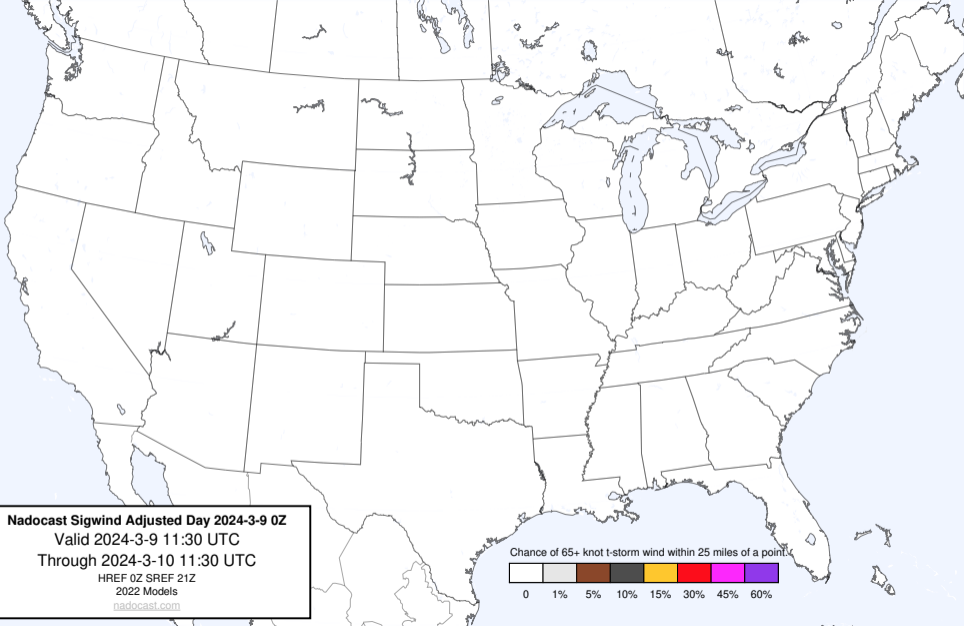 Nadocast Sigwind Adjusted Day 2024-3-9 0Z
Valid 2024-3-9 11:30 UTC
Through 2024-3-10 11:30 UTC
HREF 0Z SREF 21Z
2022 Models
nadocast.com
Chance of 65+ knot t-storm wind within 25 miles of a point.
0 1% 5% 10% 15% 30% 45% 60%